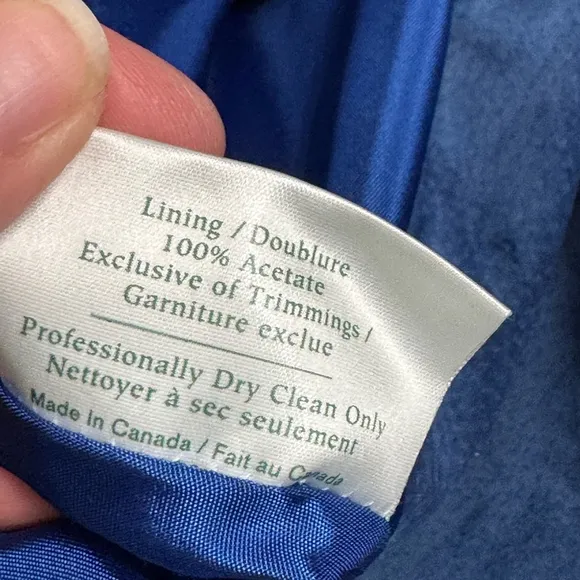 Lining / Doublure
100% Acetate
Exclusive of Trimmings /
Garniture exclue
Professionally Dry Clean Only
Nettoyer à sec seulement
Made in Canada / Fait au Canada